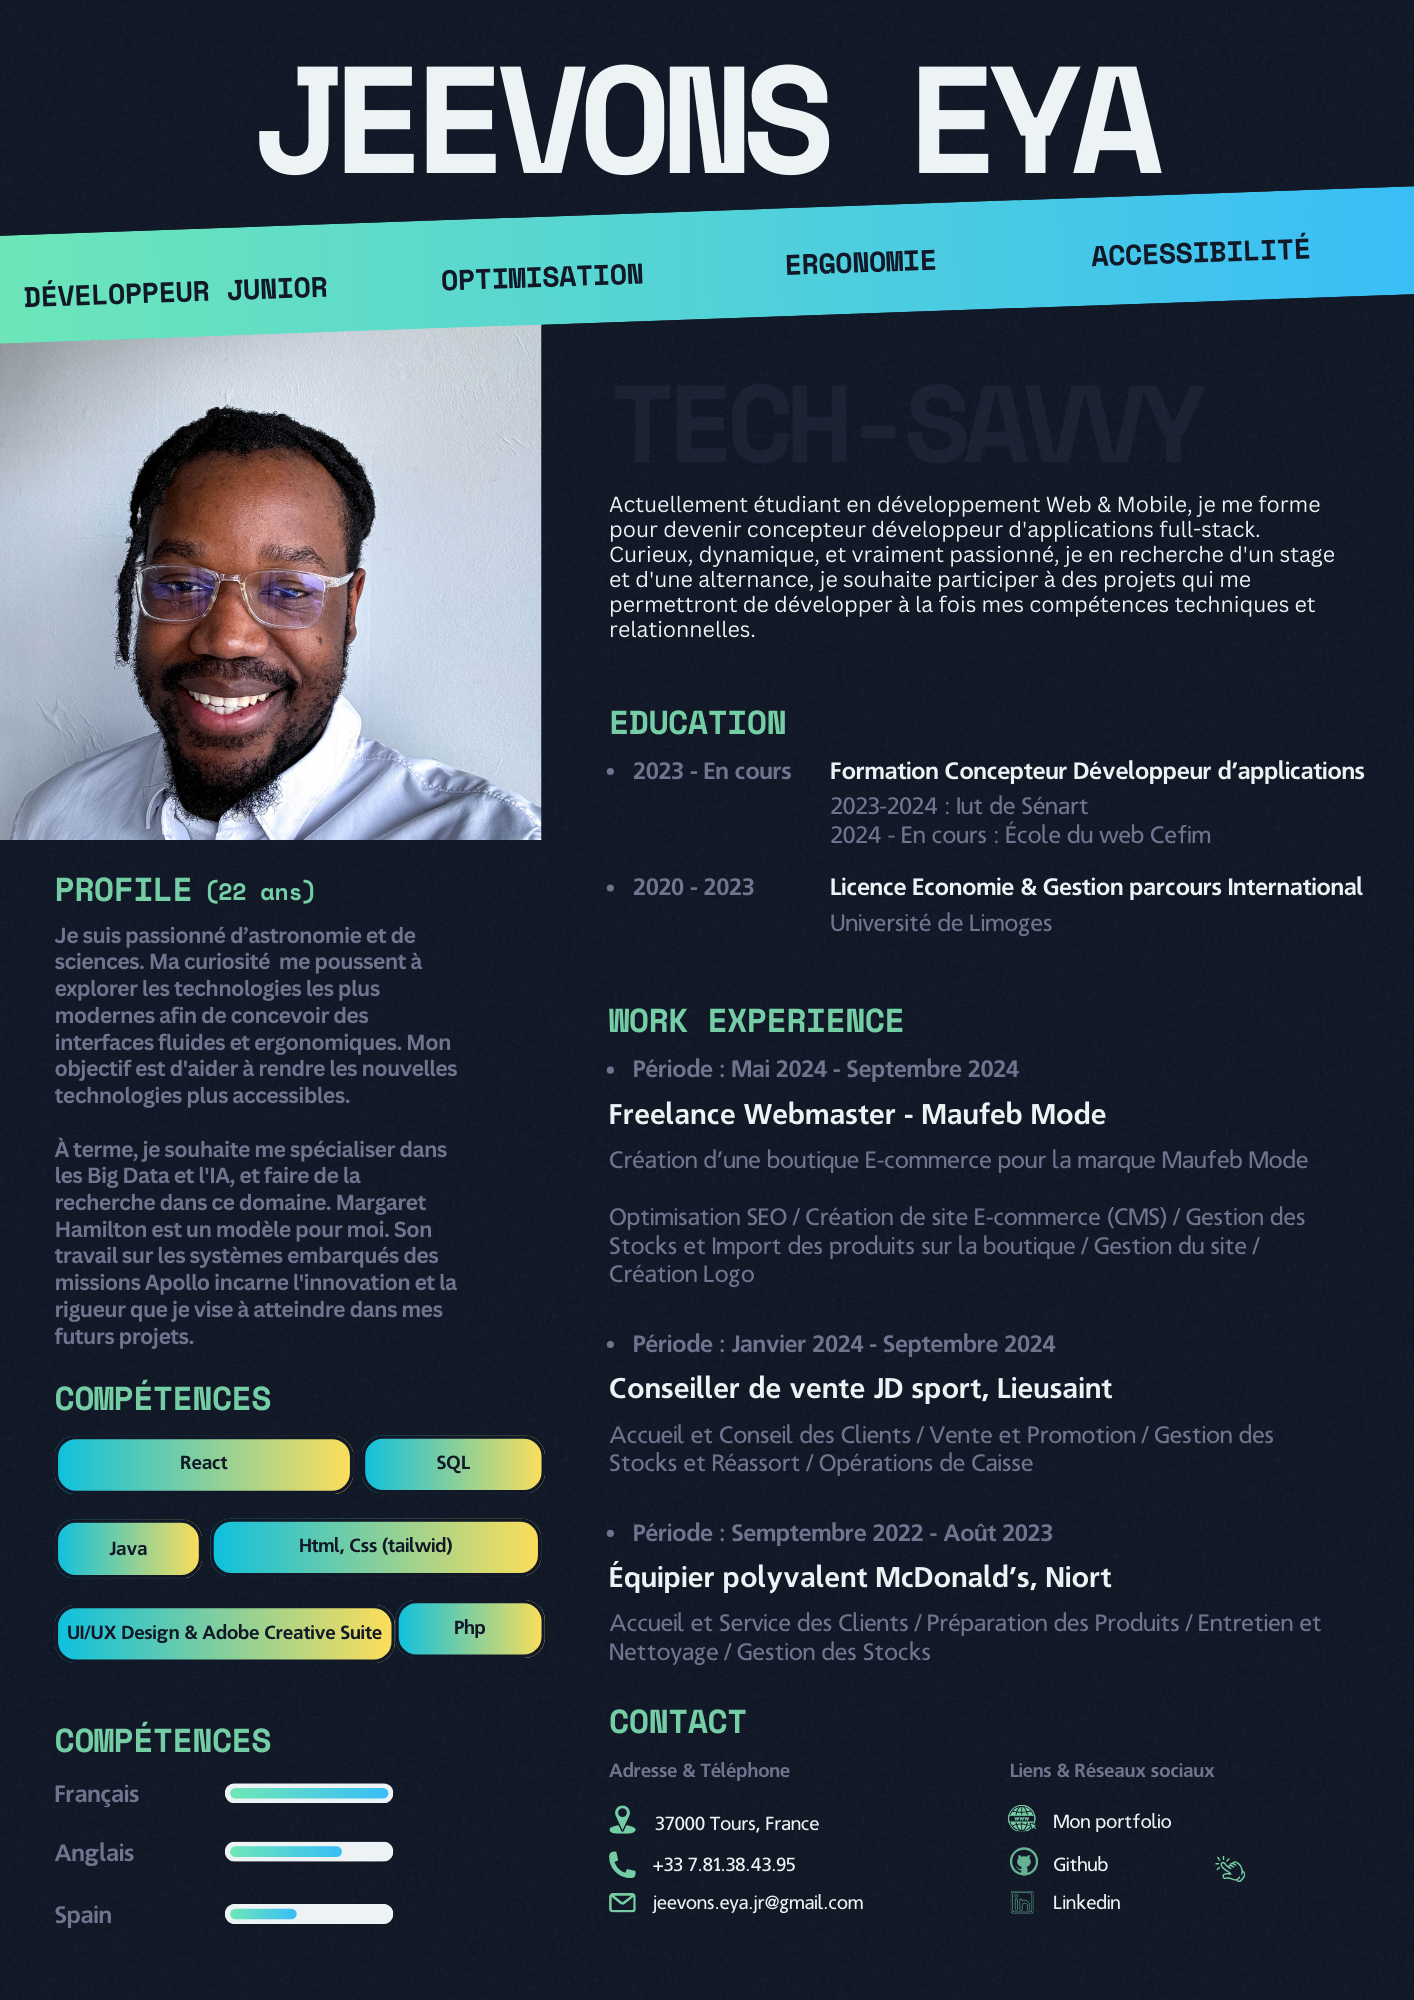 JEEVONS EYA
DÉVELOPPEUR JUNIOR
OPTIMISATION
ERGONOMIE
ACCESSIBILITÉ
TECH-SAVVY
Actuellement étudiant en développement Web & Mobile, je me forme
pour devenir concepteur développeur d'applications full-stack.
Curieux, dynamique, et vraiment passionné, je en recherche d'un stage
et d'une alternance, je souhaite participer à des projets qui me
permettront de développer à la fois mes compétences techniques et
relationnelles.
EDUCATION
• 2023 - En cours
Formation Concepteur Développeur d’applications
2023-2024 : Iut de Sénart
2024 - En cours : École du web Cefim
• 2020 - 2023
Licence Economie & Gestion parcours International
Université de Limoges
PROFILE (22 ans)
Je suis passionné d’astronomie et de
sciences. Ma curiosité  me poussent à
explorer les technologies les plus
modernes afin de concevoir des
interfaces fluides et ergonomiques. Mon
objectif est d'aider à rendre les nouvelles
technologies plus accessibles.
À terme, je souhaite me spécialiser dans
les Big Data et l'IA, et faire de la
recherche dans ce domaine. Margaret
Hamilton est un modèle pour moi. Son
travail sur les systèmes embarqués des
missions Apollo incarne l'innovation et la
rigueur que je vise à atteindre dans mes
futurs projets.
COMPÉTENCES
React
SQL
Java
Html, Css (tailwid)
UI/UX Design & Adobe Creative Suite
Php
COMPÉTENCES
Français
Anglais
Spain
WORK EXPERIENCE
• Période : Mai 2024 - Septembre 2024
Freelance Webmaster - Maufeb Mode
Création d’une boutique E-commerce pour la marque Maufeb Mode
Optimisation SEO / Création de site E-commerce (CMS) / Gestion des
Stocks et Import des produits sur la boutique / Gestion du site /
Création Logo
• Période : Janvier 2024 - Septembre 2024
Conseiller de vente JD sport, Lieusaint
Accueil et Conseil des Clients / Vente et Promotion / Gestion des
Stocks et Réassort / Opérations de Caisse
• Période : Semptembre 2022 - Août 2023
Équipier polyvalent McDonald’s, Niort
Accueil et Service des Clients / Préparation des Produits / Entretien et
Nettoyage / Gestion des Stocks
CONTACT
Adresse & Téléphone
37000 Tours, France
+33 7.81.38.43.95
jeevons.eya.jr@gmail.com
Liens & Réseaux sociaux
WWW
Mon portfolio
Github
in
Linkedin